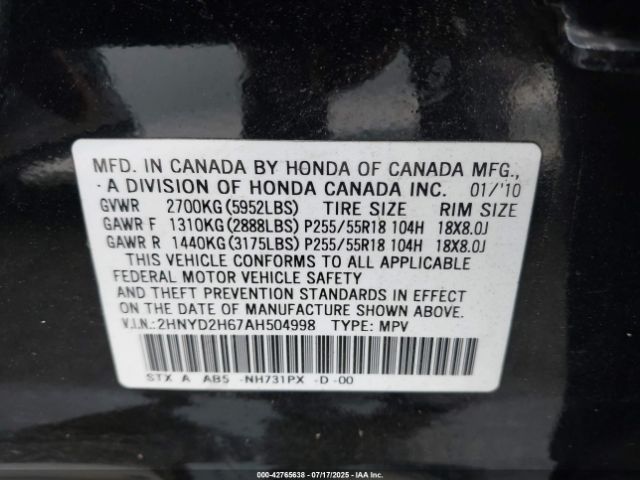 MFD. IN CANADA BY HONDA OF CANADA MFG.,
A DIVISION OF HONDA CANADA INC. 01/'10
GVWR 2700KG(5952LBS) TIRE SIZE RIM SIZE
GAWR F 1310KG(2888LBS) P255/55R18 104H 18X8.0J
GAWR R 1440KG(3175LBS) P255/55R18 104H 18X8.0J
THIS VEHICLE CONFORMS TO ALL APPLICABLE
FEDERAL MOTOR VEHICLE SAFETY
AND THEFT PREVENTION STANDARDS IN EFFECT
ON THE DATE OF MANUFACTURE SHOWN ABOVE.
V.I.N.:2HNYD2H67AH504998 TYPE: MPV
STX A AB5 -NH731PX -D -00
000-42765638 - 07/17/2025 - IAA Inc.